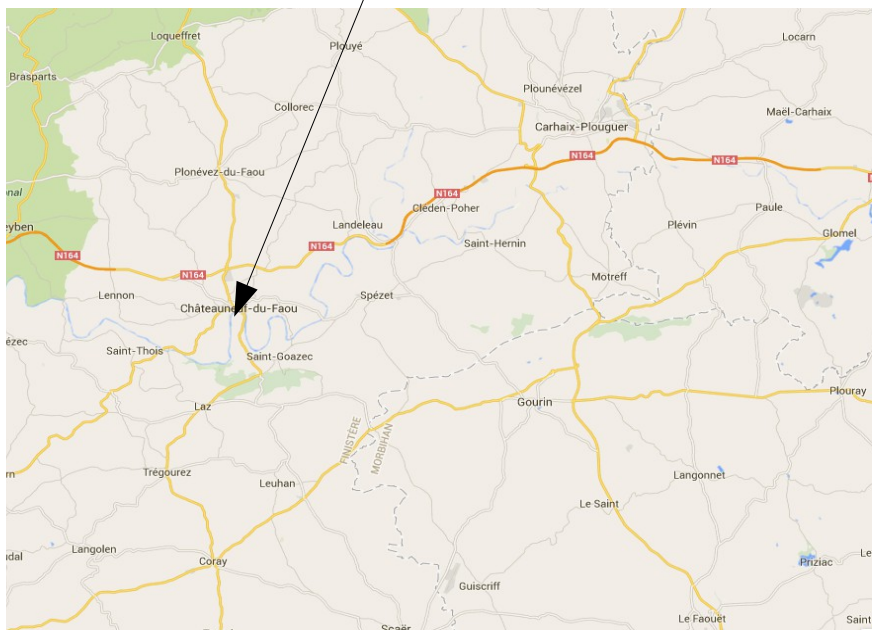 Loqueffret
Plouyé
Locarn
Brasparts
Plounévézel
Collorec
Maël-Carhaix
Carhaix-Plouguer
N164
N164
Plonévez-du-Faou
N164
Cléden-Poher
Paule
Landeleau
Plévin
Glomel
eyben
N164
Saint-Hernin
N164
N164
Motreff
Lennon
Spézet
Châteauneuf-du-Faou
ézec
Saint-Thois
Saint-Goazec
Plouray
Laz
Gourin
FINISTÈRE
MORBIHAN
Trégourez
Langonnet
Leuhan
Le Saint
Langolen
Coray
Priziac
Guiscriff
Le Faouët
Saint
Scaër